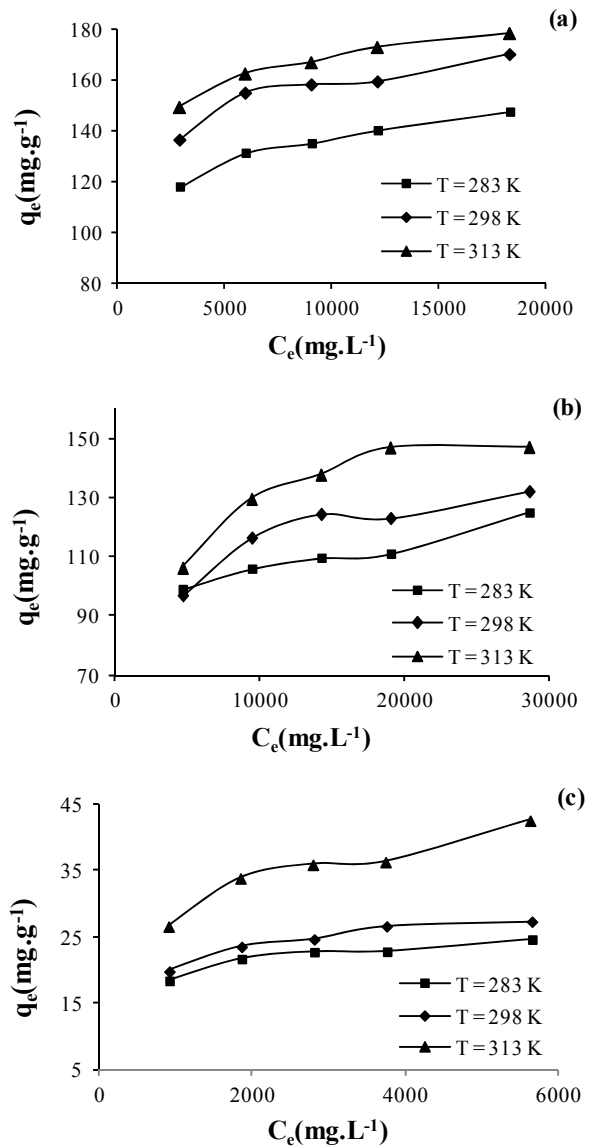 (a)
180
160
140
120
100
80
qₑ(mg.g⁻¹)
T = 283 K
T = 298 K
T = 313 K
0 5000 10000 15000 20000
Cₑ(mg.L⁻¹)
(b)
150
130
110
90
70
qₑ(mg.g⁻¹)
T = 283 K
T = 298 K
T = 313 K
0 10000 20000 30000
Cₑ(mg.L⁻¹)
(c)
45
35
25
15
5
qₑ(mg.g⁻¹)
T = 283 K
T = 298 K
T = 313 K
0 2000 4000 6000
Cₑ(mg.L⁻¹)